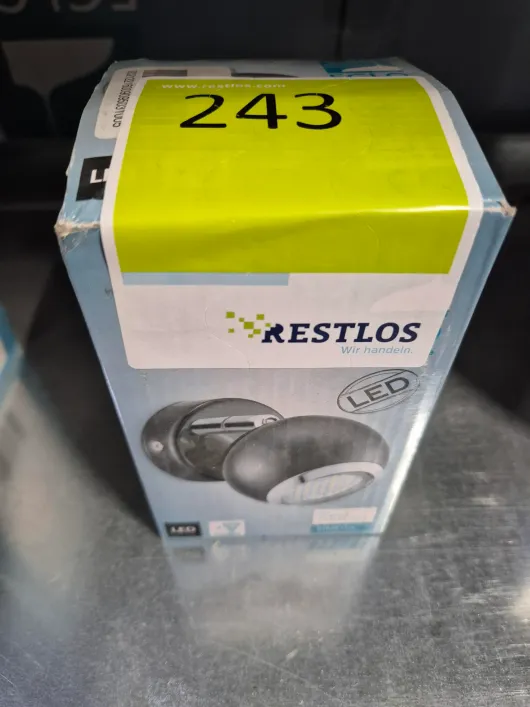 www.restlos.com
243
RESTLOS
Wir handeln.
LED
LED